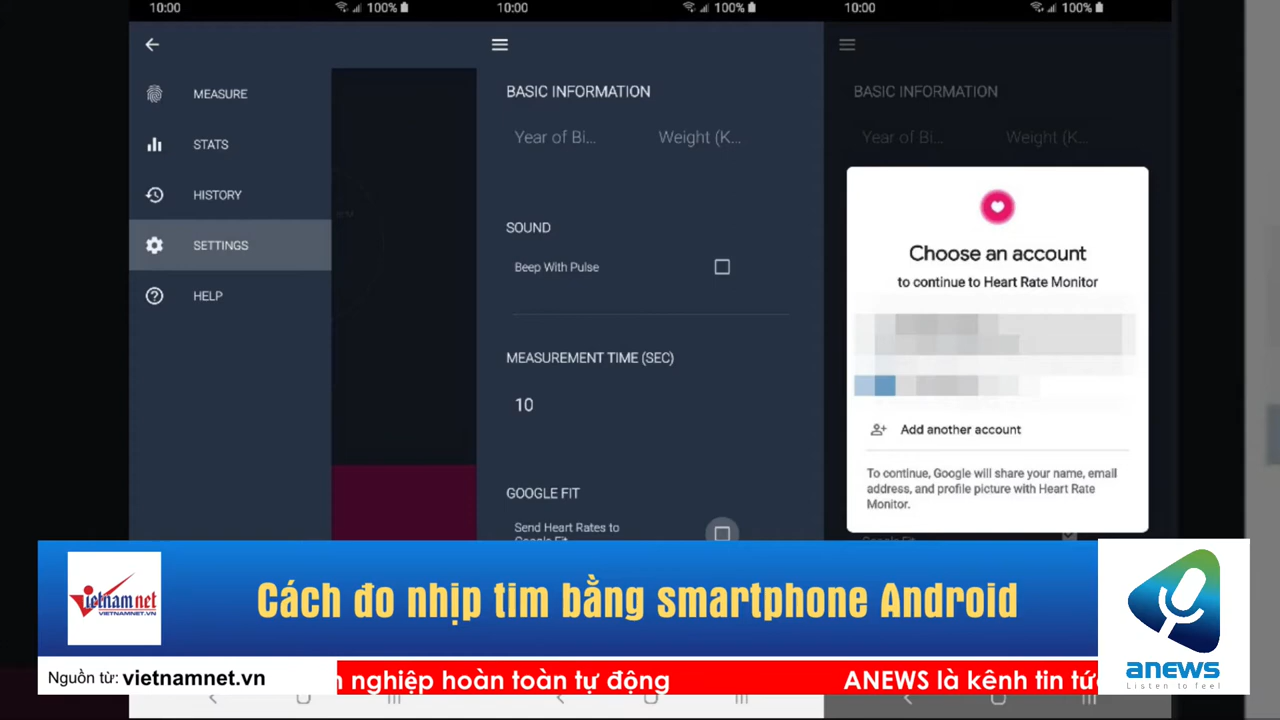 10:00
100%
MEASURE
STATS
HISTORY
SETTINGS
HELP
10:00
100%
BASIC INFORMATION
Year of Bi...
Weight (K...
SOUND
Beep With Pulse
MEASUREMENT TIME (SEC)
10
GOOGLE FIT
Send Heart Rates to
Google Fit
10:00
100%
BASIC INFORMATION
Year of Bi...
Weight (K...
Choose an account
to continue to Heart Rate Monitor
Add another account
To continue, Google will share your name, email
address, and profile picture with Heart Rate
Monitor.
Google Fit
Vietnamnet
VIETNAMNET.VN
Cách đo nhịp tim bằng smartphone Android
anews
Listen to feel
Nguồn từ: vietnamnet.vn
nghiệp hoàn toàn tự động
ANEWS là kênh tin tức